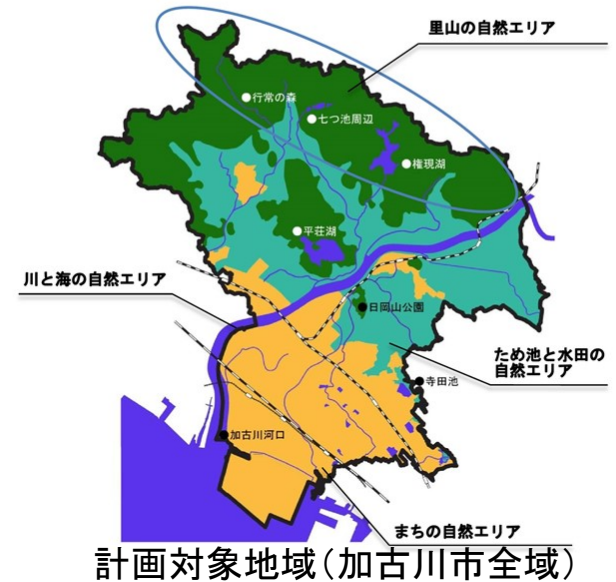 里山の自然エリア
行常の森
七つ池周辺
権現湖
平荘湖
川と海の自然エリア
日岡山公園
ため池と水田の
自然エリア
寺田池
加古川河口
まちの自然エリア
計画対象地域(加古川市全域)